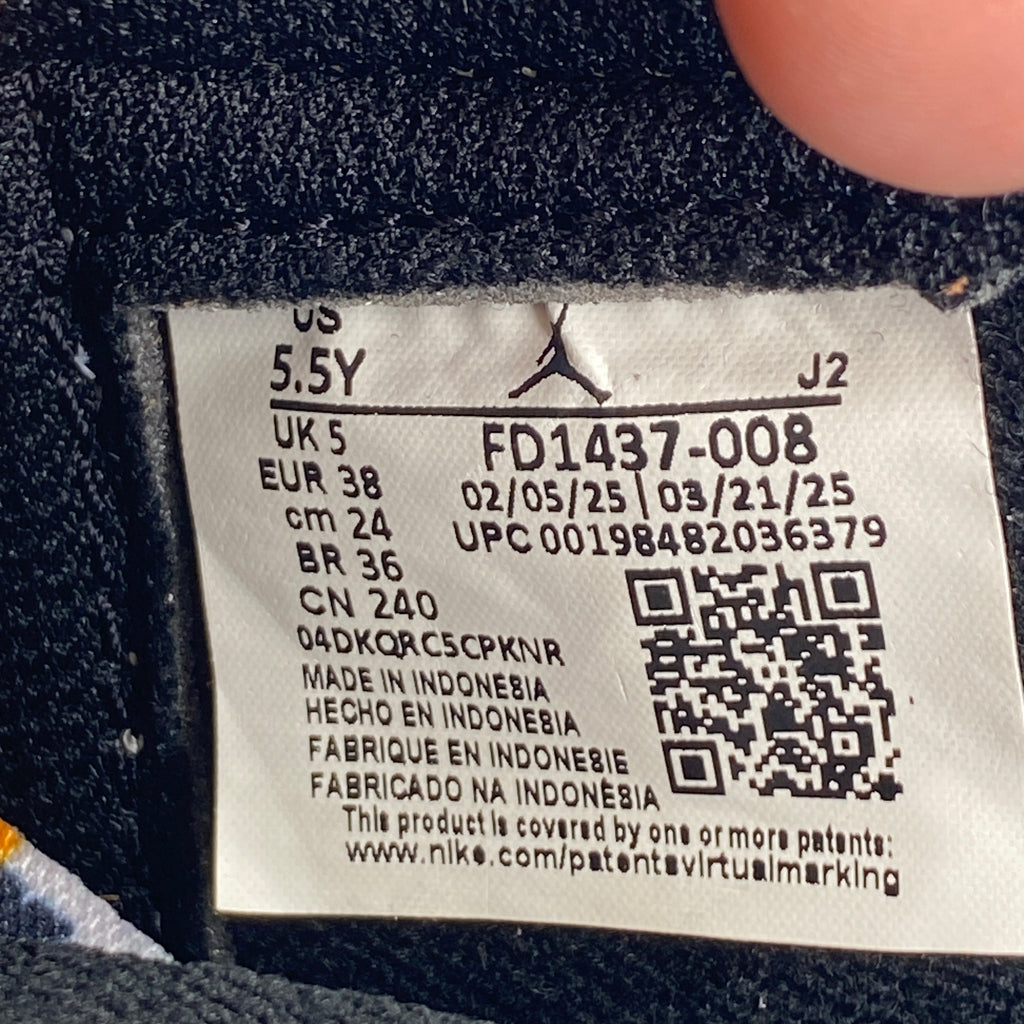 US
5.5Y
J2
UK 5
FD1437-008
EUR 38
02/05/25 | 03/21/25
cm 24
UPC 00198482036379
BR 36
CN 240
04DKQRC5CPKNR
MADE IN INDONESIA
HECHO EN INDONESIA
FABRIQUE EN INDONESIE
FABRICADO NA INDONÉSIA
This product is covered by one or more patents:
www.nike.com/patentsvirtualmarking